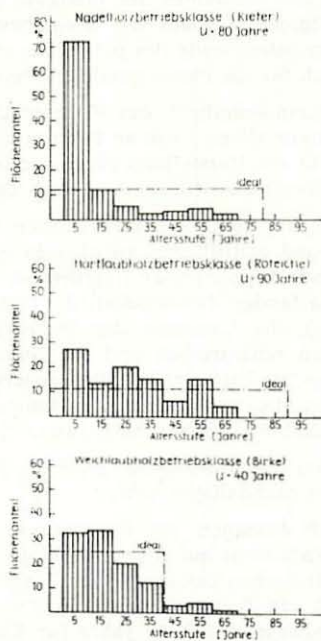 Nadelholzbetriebsklasse (Kiefer)
U = 80 Jahre
%
80
70
60
50
40
30
20
10
Flächenanteil
ideal
5 15 25 35 45 55 65 75 85 95
Altersstufe (Jahre)
Hartlaubholzbetriebsklasse (Roteiche)
U = 90 Jahre
60
%
50
40
30
20
10
Flächenanteil
ideal
5 15 25 35 45 55 65 75 85 95
Altersstufe (Jahre)
Weichlaubholzbetriebsklasse (Birke)
U = 40 Jahre
60
%
50
40
30
20
10
Flächenanteil
ideal
5 15 25 35 45 55 65 75 85 95
Altersstufe (Jahre)